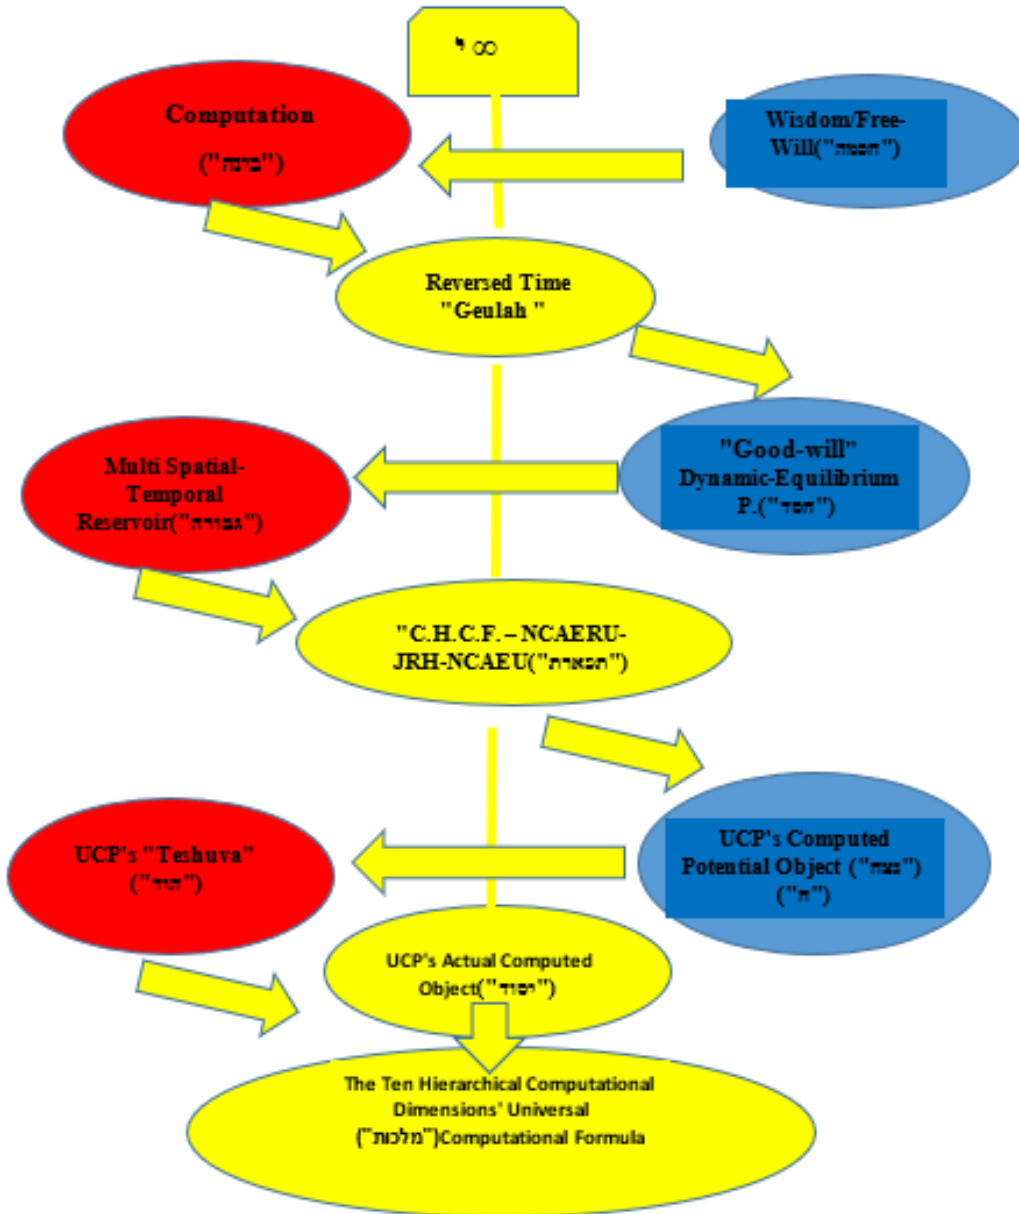 י ∞
Computation
("בינה")
Wisdom/Free-
Will("חכמה")
Reversed Time
"Geulah "
"Good-will"
Dynamic-Equilibrium
P.("חסד")
Multi Spatial-
Temporal
Reservoir("גבורה")
"C.H.C.F. – NCAERU-
JRH-NCAEU("תפארת")
UCP's Computed
Potential Object ("נצח")
("ח")
UCP's "Teshuva"
("הוד")
UCP's Actual Computed
Object("יסוד")
The Ten Hierarchical Computational
Dimensions' Universal
("מלכות")Computational Formula